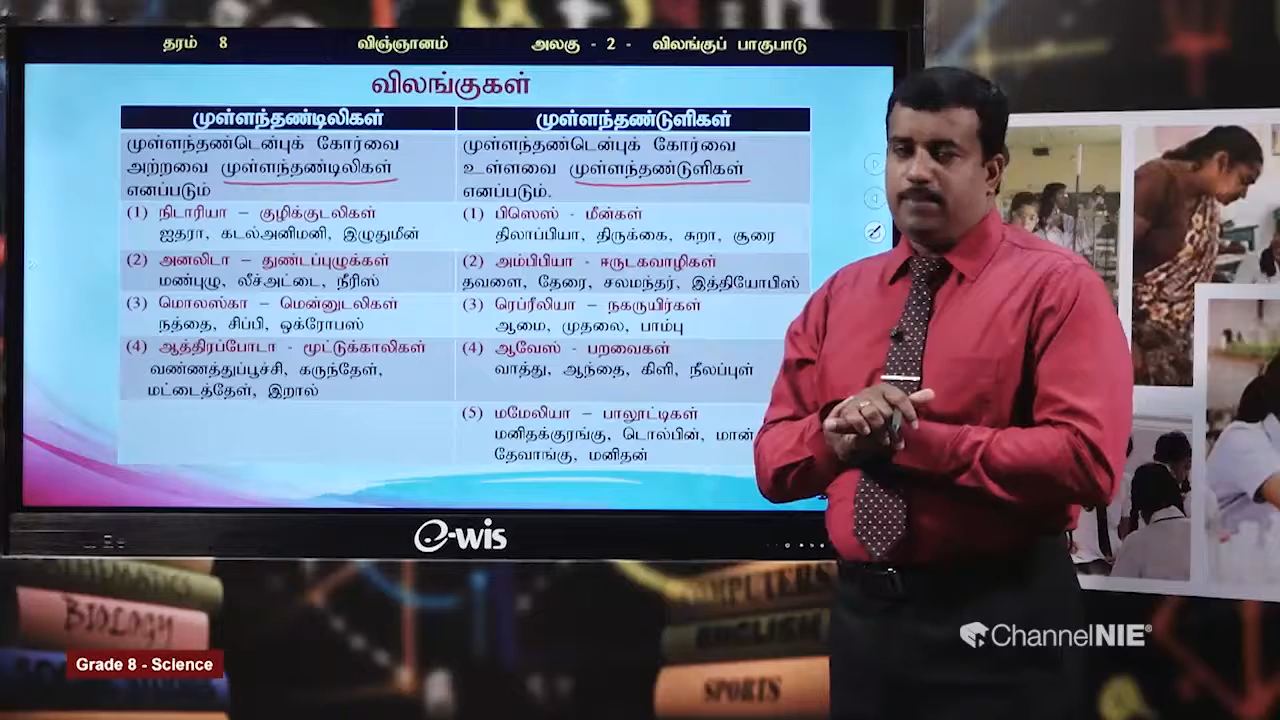 தரம் 8 விஞ்ஞானம் அலகு - 2 - விலங்குப் பாகுபாடு
விலங்குகள்
முள்ளந்தண்டிலிகள்
முள்ளந்தண்டென்புக் கோர்வை
அற்றவை முள்ளந்தண்டிலிகள்
எனப்படும்
(1) நிடாரியா – குழிக்குடலிகள்
ஐதரா, கடல்அனிமனி, இழுதுமீன்
(2) அனலிடா – துண்டப்புழுக்கள்
மண்புழு, லீச்அட்டை, நீரிஸ்
(3) மொலஸ்கா – மென்னுடலிகள்
நத்தை, சிப்பி, ஒக்ரோபஸ்
(4) ஆத்திரப்போடா - மூட்டுக்காலிகள்
வண்ணத்துப்பூச்சி, கருந்தேள்,
மட்டைத்தேள், இறால்
முள்ளந்தண்டுளிகள்
முள்ளந்தண்டென்புக் கோர்வை
உள்ளவை முள்ளந்தண்டுளிகள்
எனப்படும்.
(1) பிஸெஸ் - மீன்கள்
திலாப்பியா, திருக்கை, சுறா, சூரை
(2) அம்பிபியா - ஈருடகவாழிகள்
தவளை, தேரை, சலமந்தர், இத்தியோபிஸ்
(3) ரெப்ரீலியா – நகருயிர்கள்
ஆமை, முதலை, பாம்பு
(4) ஆவேஸ் - பறவைகள்
வாத்து, ஆந்தை, கிளி, நீலப்புள்
(5) மமேலியா – பாலூட்டிகள்
மனிதக்குரங்கு, டொல்பின், மான்
தேவாங்கு, மனிதன்
e-wis
MATHEMATICS
BIOLOGY
COMPUTERS
ENGLISH
SPORTS
Grade 8 - Science
ChannelNIE®